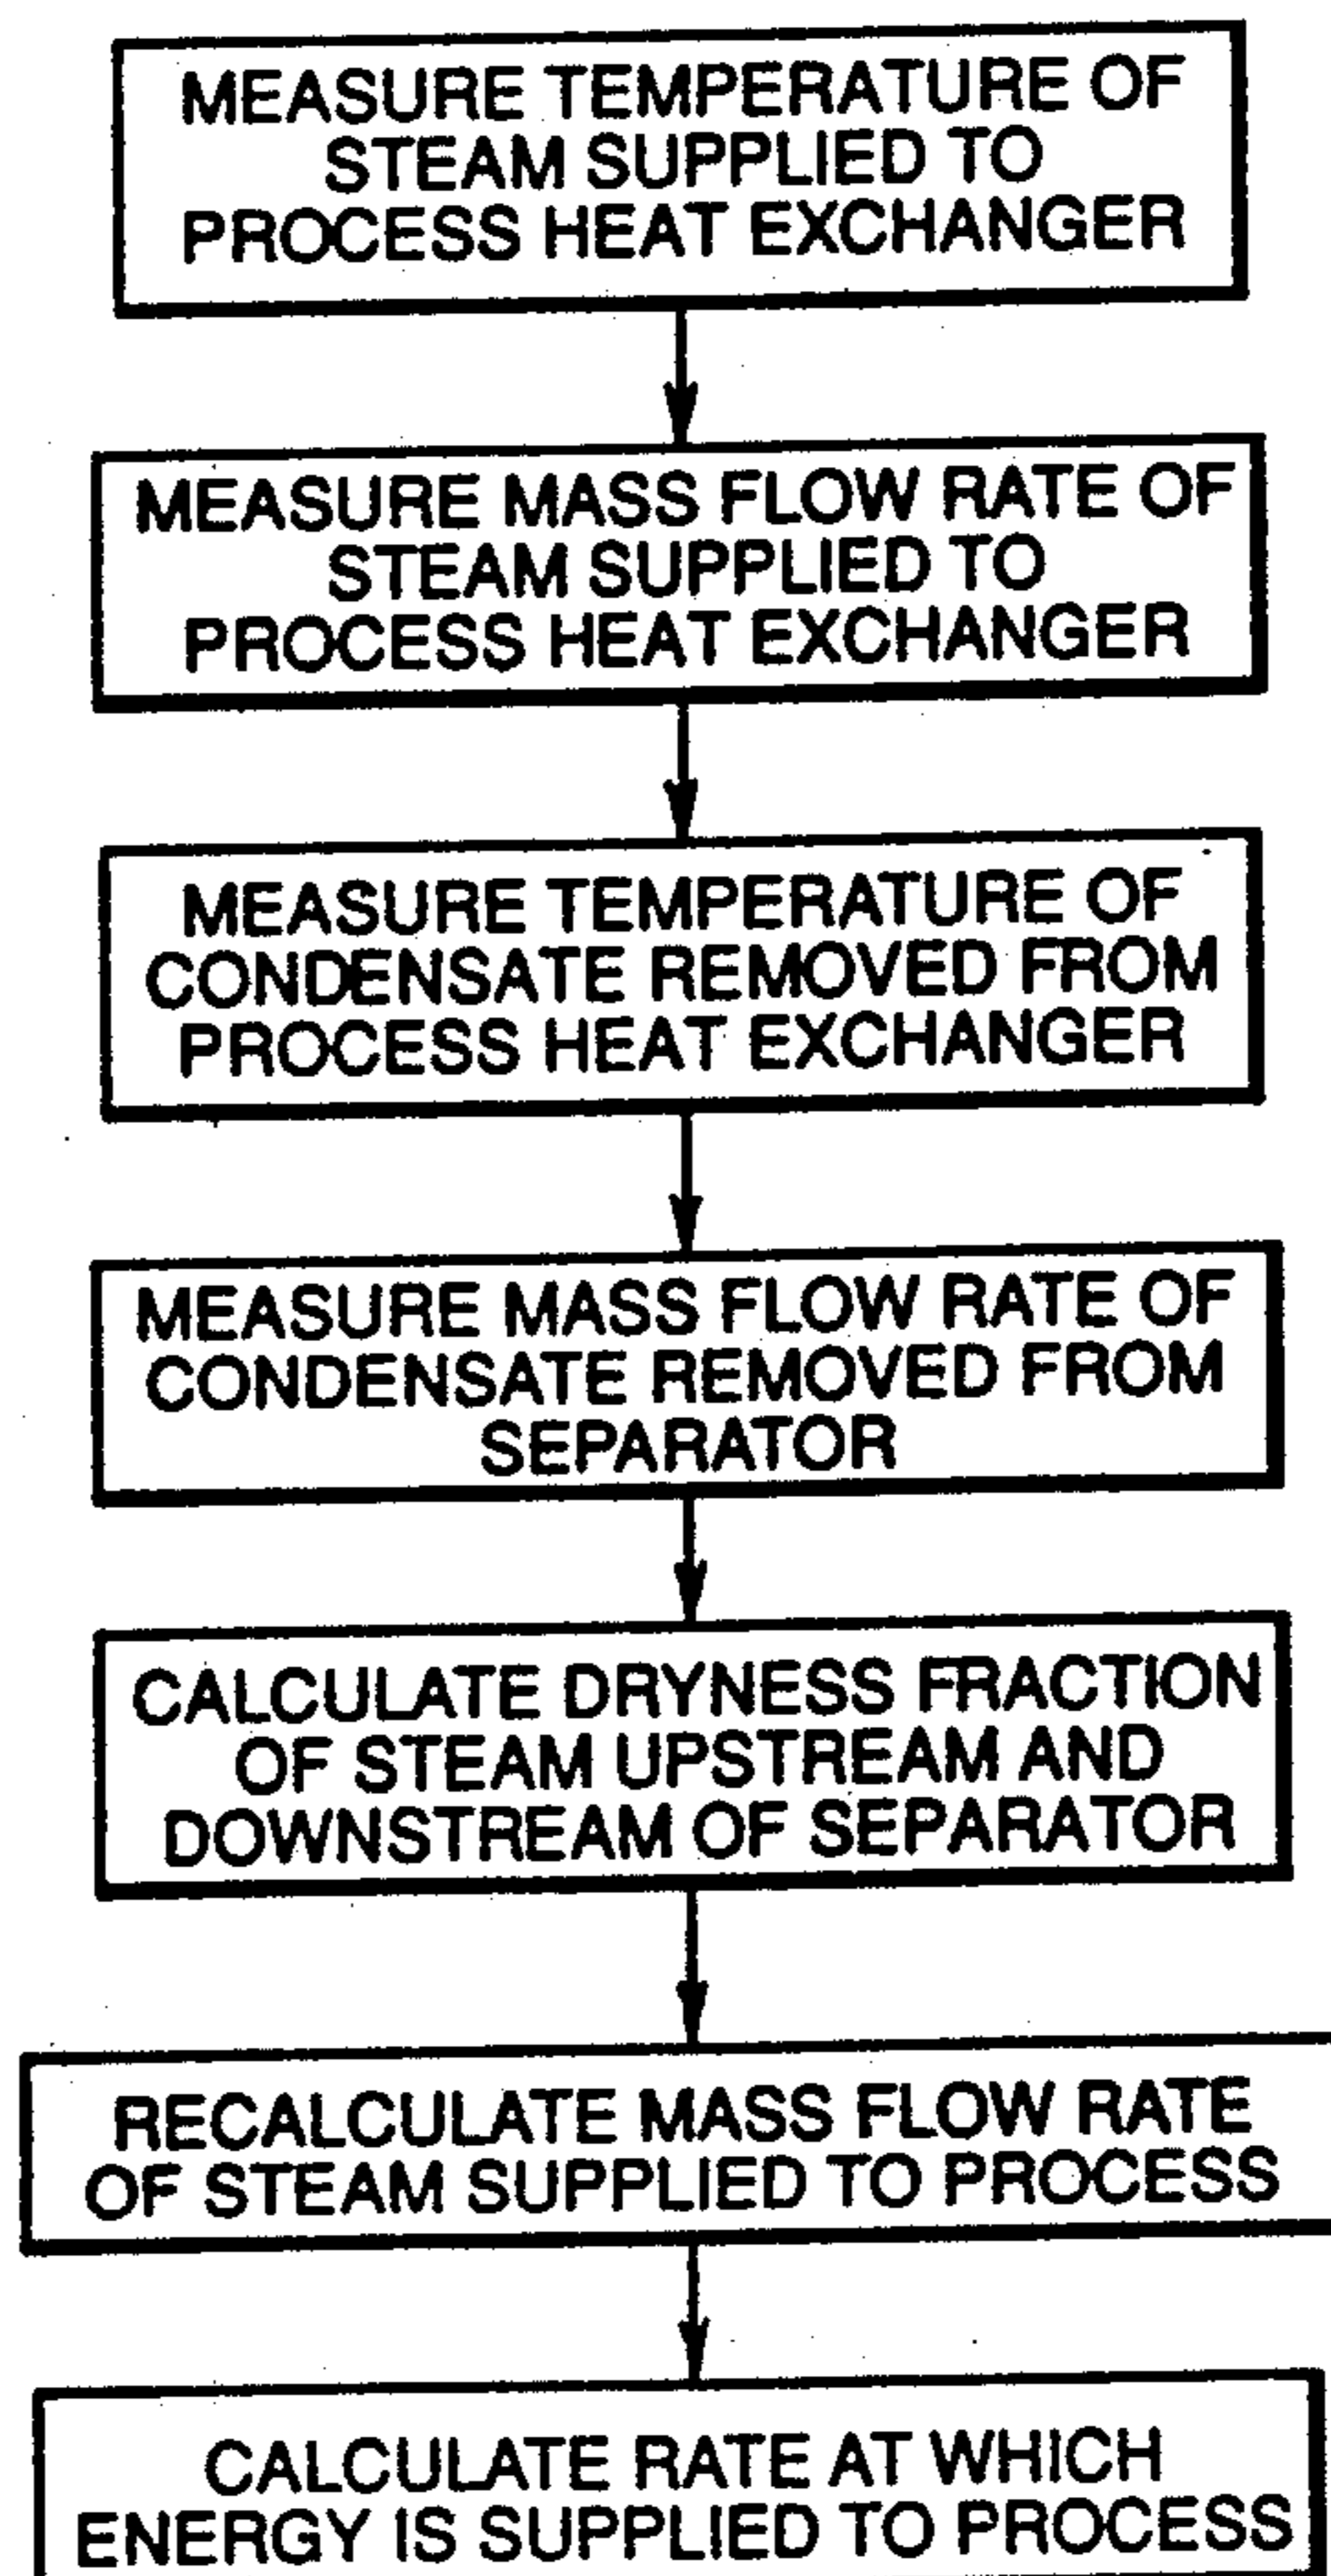 MEASURE TEMPERATURE OF
STEAM SUPPLIED TO
PROCESS HEAT EXCHANGER
MEASURE MASS FLOW RATE OF
STEAM SUPPLIED TO
PROCESS HEAT EXCHANGER
MEASURE TEMPERATURE OF
CONDENSATE REMOVED FROM
PROCESS HEAT EXCHANGER
MEASURE MASS FLOW RATE OF
CONDENSATE REMOVED FROM
SEPARATOR
CALCULATE DRYNESS FRACTION
OF STEAM UPSTREAM AND
DOWNSTREAM OF SEPARATOR
RECALCULATE MASS FLOW RATE
OF STEAM SUPPLIED TO PROCESS
CALCULATE RATE AT WHICH
ENERGY IS SUPPLIED TO PROCESS